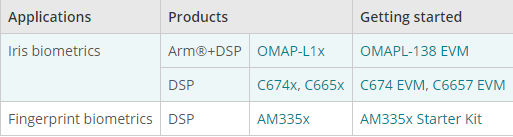 Applications Products Getting started
Iris biometrics Arm®+DSP OMAP-L1x OMAPL-138 EVM
DSP C674x, C665x C674 EVM, C6657 EVM
Fingerprint biometrics DSP AM335x AM335x Starter Kit